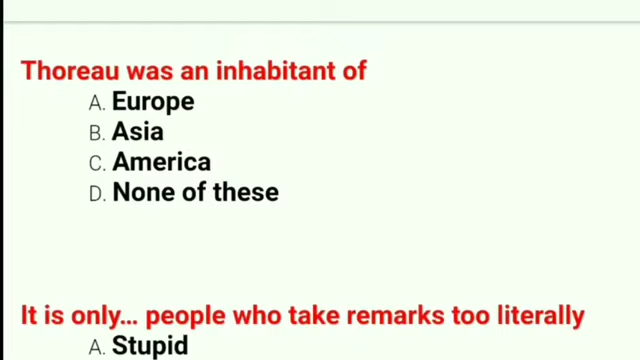 Thoreau was an inhabitant of
A. Europe
B. Asia
C. America
D. None of these
It is only... people who take remarks too literally
A. Stupid